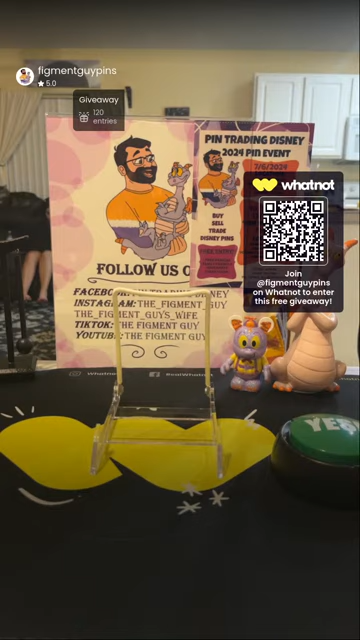 figmentguypins
★ 5.0
Giveaway
120
entries
PIN TRADING DISNEY
2024 PIN EVENT
7/6/2024
BUY
SELL
TRADE
DISNEY PINS
whatnot
Join
@figmentguypins
on Whatnot to enter
this free giveaway!
FOLLOW US O
TRADING DISNEY
INSTAGRAM: THE_FIGMENT_GUY
THE_FIGMENT_GUYS_WIFE
TIKTOK: THE FIGMENT GUY
YOUTUBE: THE FIGMENT GUY
YES